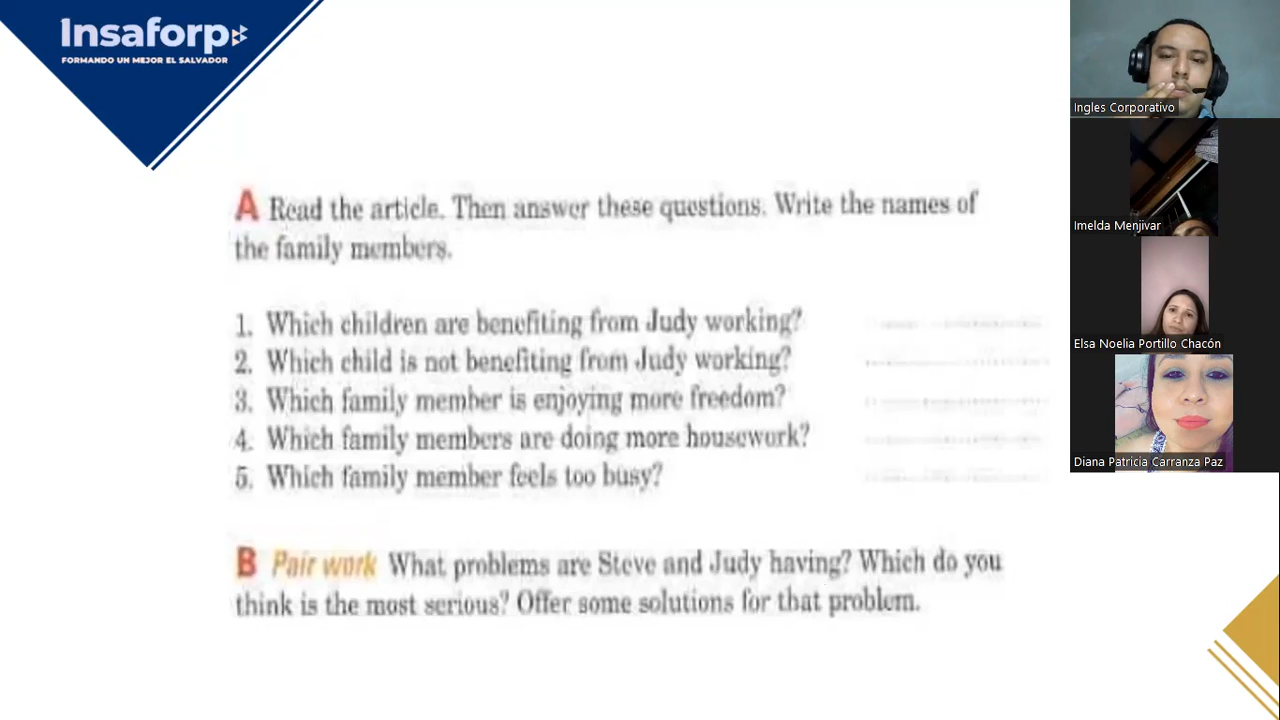 Insaforp
FORMANDO UN MEJOR EL SALVADOR
A Read the article. Then answer these questions. Write the names of
the family members.
1. Which children are benefiting from Judy working?
2. Which child is not benefiting from Judy working?
3. Which family member is enjoying more freedom?
4. Which family members are doing more housework?
5. Which family member feels too busy?
B Pair work What problems are Steve and Judy having? Which do you
think is the most serious? Offer some solutions for that problem.
Ingles Corporativo
Imelda Menjivar
Elsa Noelia Portillo Chacón
Diana Patricia Carranza Paz